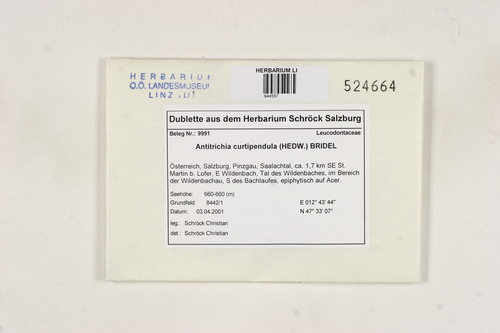 HERBARIUM
O.Ö. LANDESMUSEUM
LINZ
HERBARIUM LI
944557
524664
Dublette aus dem Herbarium Schröck Salzburg
Beleg Nr.: 9991 Leucodontaceae
Antitrichia curtipendula (HEDW.) BRIDEL
Österreich, Salzburg, Pinzgau, Saalachtal, ca. 1,7 km SE St.
Martin b. Lofer, E Wildenbach, Tal des Wildenbaches, im Bereich
der Wildenbachau, S des Bachlaufes, epiphytisch auf Acer.
Seehöhe: 660-660 (m)
Grundfeld: 8442/1 E 012° 43' 44"
Datum: 03.04.2001 N 47° 33' 07"
leg.: Schröck Christian
det.: Schröck Christian